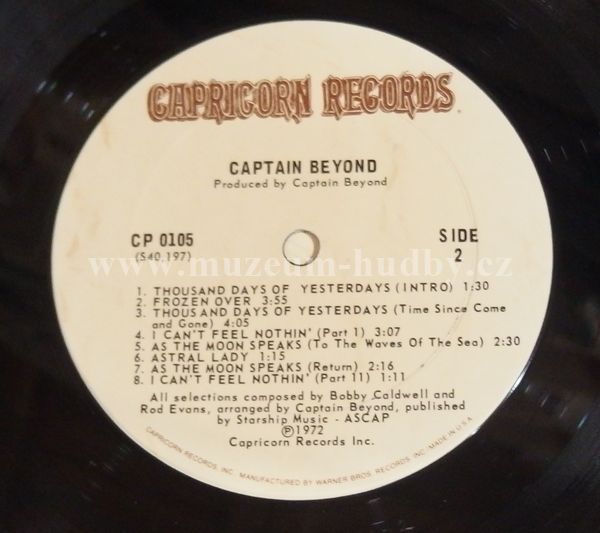 CAPRICORN RECORDS
CAPTAIN BEYOND
Produced by Captain Beyond
CP 0105
(S40,197)
SIDE
2
www.muzeum-hudby.cz
1. THOUSAND DAYS OF YESTERDAYS (INTRO) 1:30
2. FROZEN OVER 3:55
3. THOUSAND DAYS OF YESTERDAYS (Time Since Come
and Gone) 4:05
4. I CAN'T FEEL NOTHIN' (Part 1) 3:07
5. AS THE MOON SPEAKS (To The Waves Of The Sea) 2:30
6. ASTRAL LADY 1:15
7. AS THE MOON SPEAKS (Return) 2:16
8. I CAN'T FEEL NOTHIN' (Part 11) 1:11
All selections composed by Bobby Caldwell and
Rod Evans, arranged by Captain Beyond, published
by Starship Music - ASCAP
Ⓟ1972
Capricorn Records Inc.
CAPRICORN RECORDS, INC. MANUFACTURED BY WARNER BROS. RECORDS INC. MADE IN U.S.A.